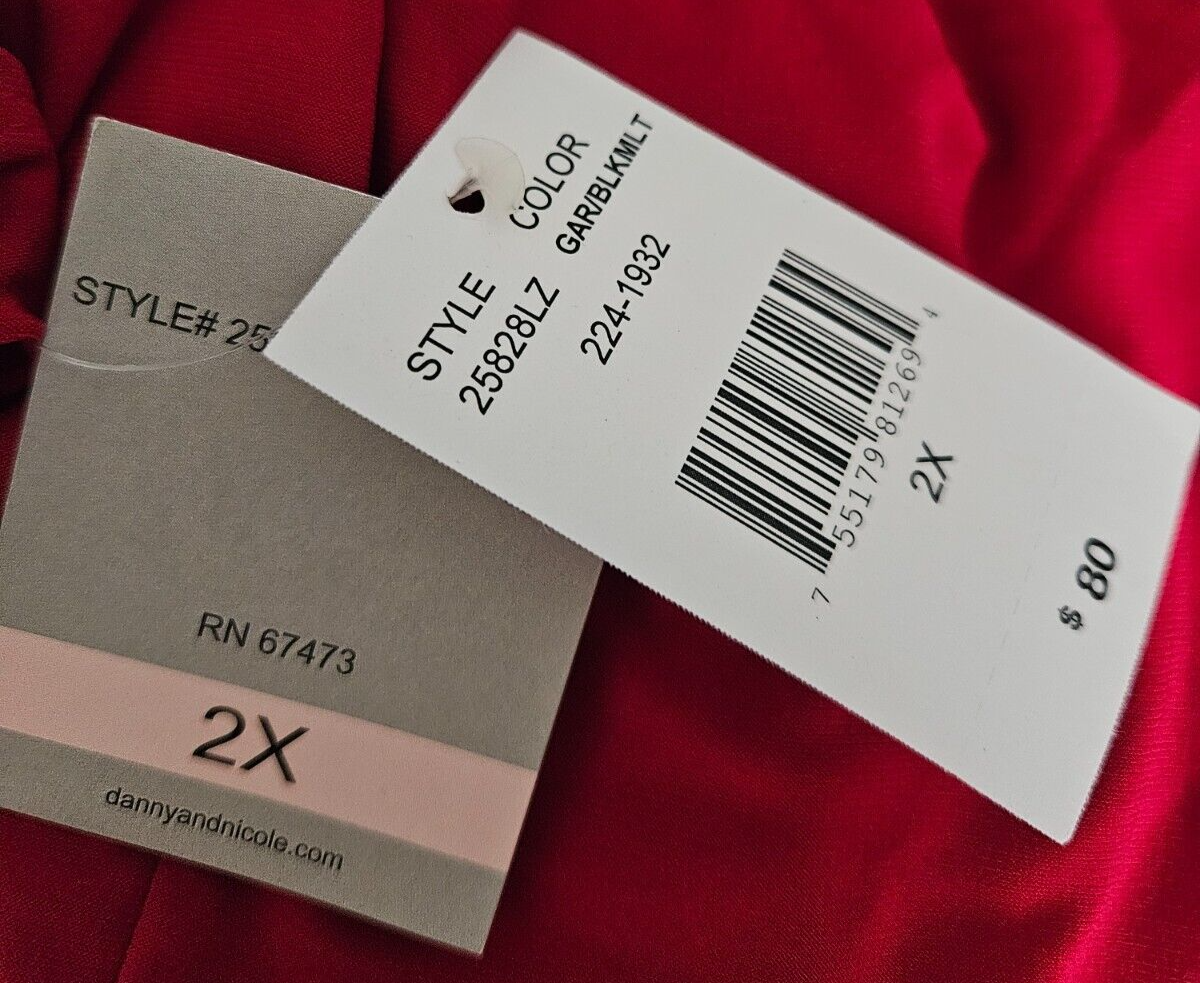 STYLE# 25
RN 67473
2X
dannyandnicole.com
STYLE COLOR
25828LZ GAR/BLKMLT
224-1932
7 55179 81269 4
2X
$ 80